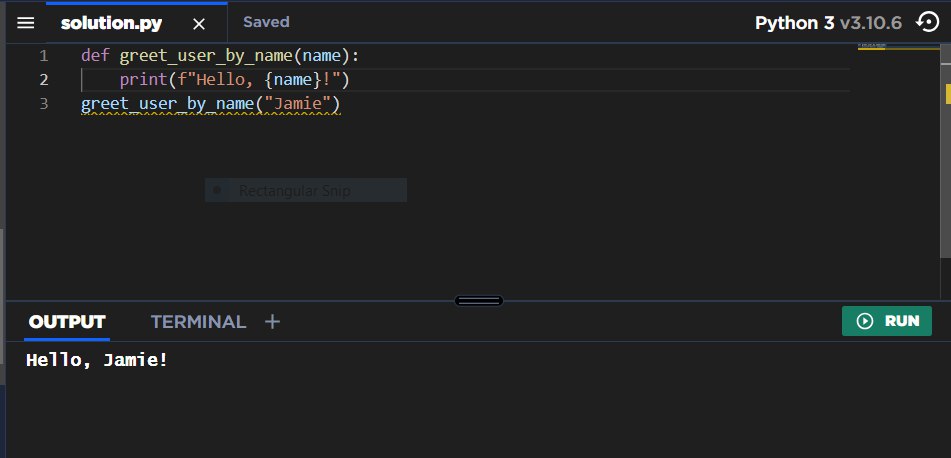 solution.py × Saved Python 3 v3.10.6
1 def greet_user_by_name(name):
2     print(f"Hello, {name}!")
3 greet_user_by_name("Jamie")
Rectangular Snip
OUTPUT TERMINAL + RUN
Hello, Jamie!